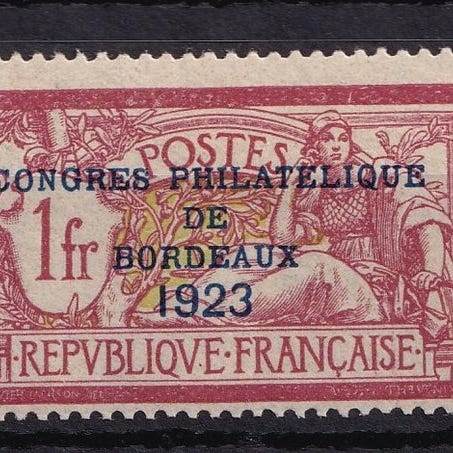 POSTES
CONGRES PHILATELIQUE
DE
1fr
BORDEAUX
1923
·REPVBLIQVE·FRANÇAISE·